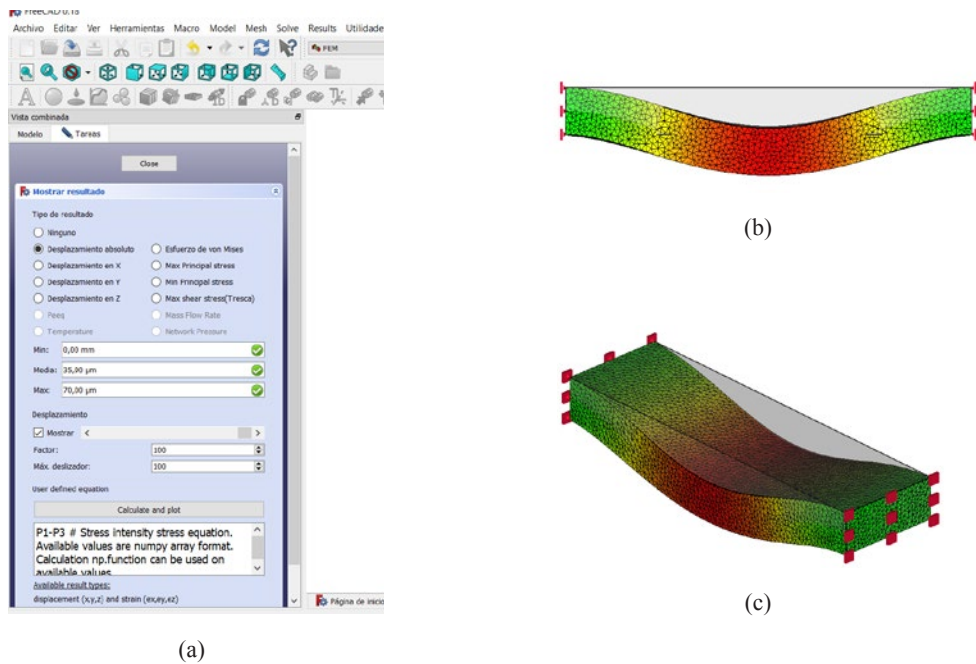 FreeCAD 0.18
Archivo Editar Ver Herramientas Macro Model Mesh Solve Results Utilidade
FEM
Vista combinada
Modelo Tareas
Close
Mostrar resultado
Tipo de resultado
Ninguno
Desplazamiento absoluto Esfuerzo de von Mises
Desplazamiento en X Max Principal stress
Desplazamiento en Y Min Principal stress
Desplazamiento en Z Max shear stress(Tresca)
Peeq Mass Flow Rate
Temperature Network Pressure
Min: 0,00 mm
Media: 35,00 µm
Max: 70,00 µm
Desplazamiento
Mostrar
Factor: 100
Máx. deslizador: 100
User defined equation
Calculate and plot
P1-P3 # Stress intensity stress equation.
Available values are numpy array format.
Calculation np.function can be used on
available values
Available result types:
displacement (x,y,z) and strain (ex,ey,ez)
Página de inicio
(a)
(b)
(c)